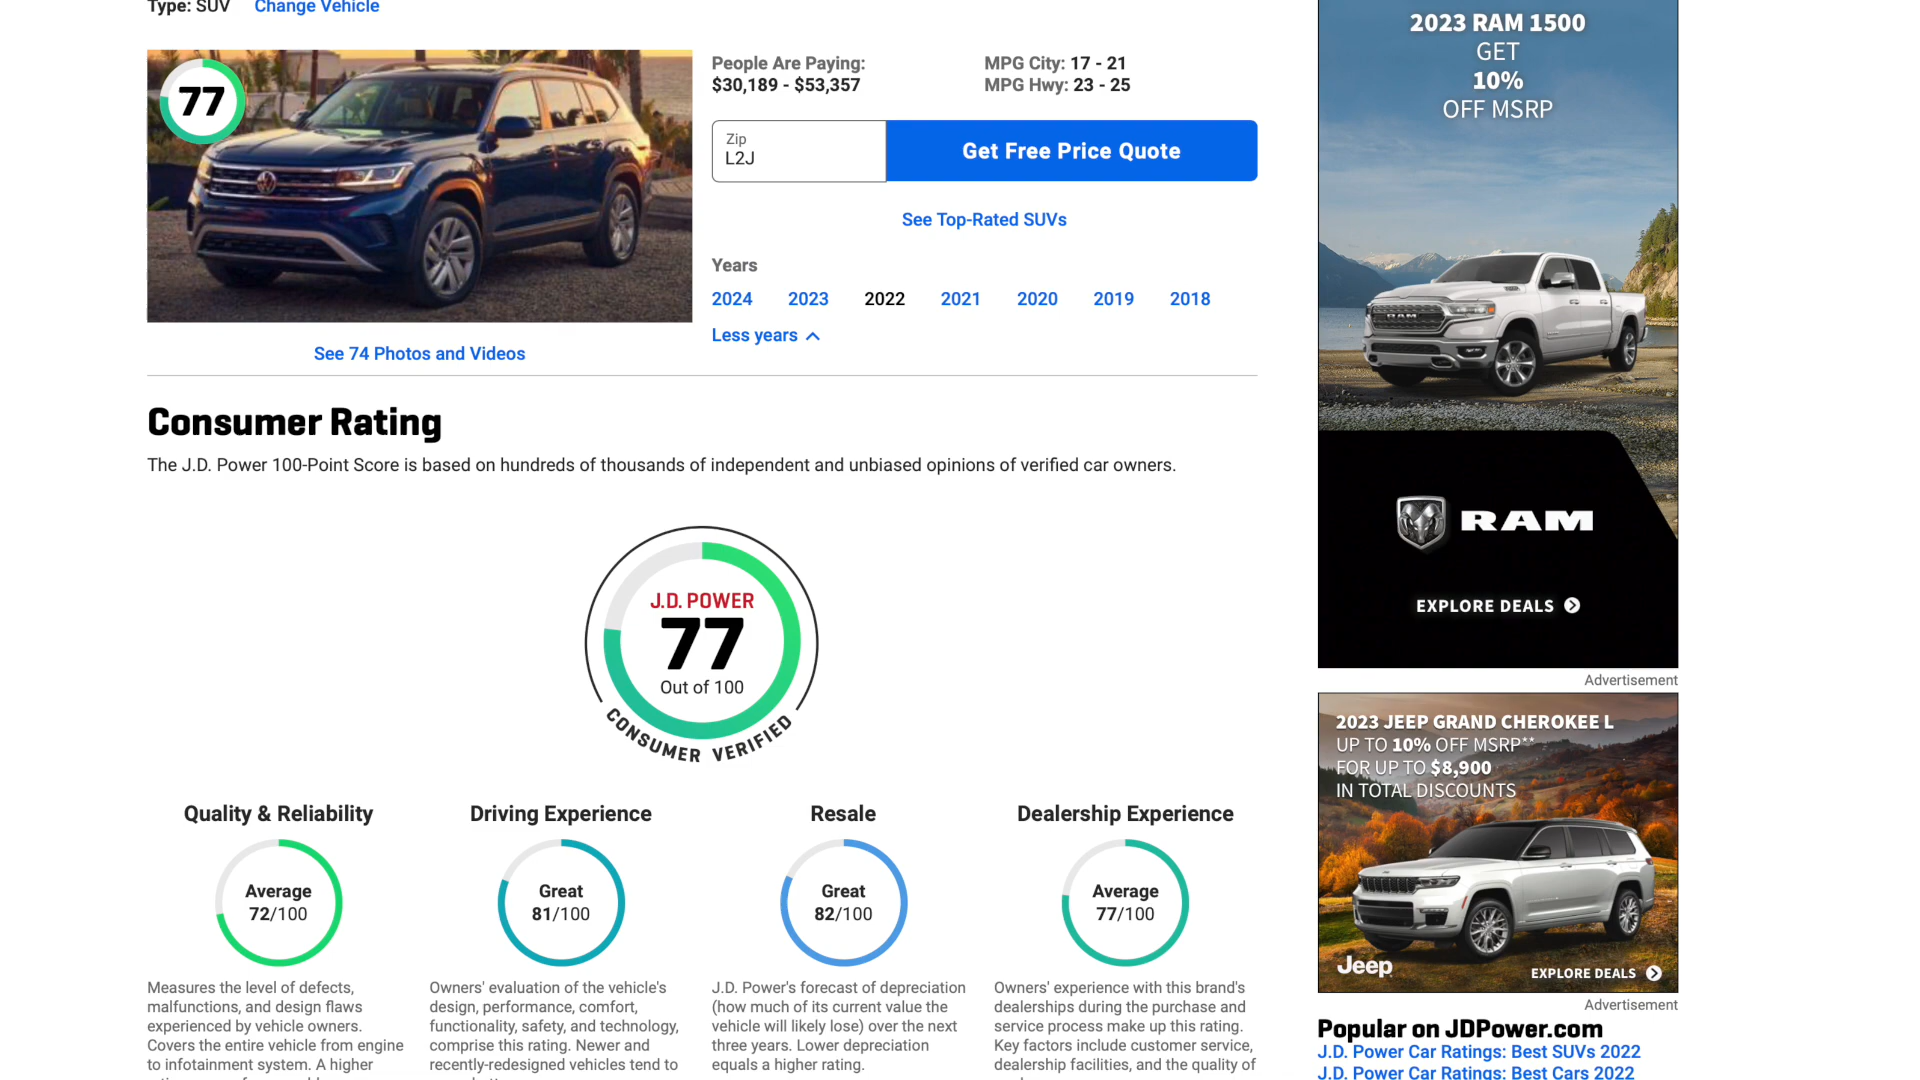 Type: SUV Change Vehicle
77
People Are Paying:
$30,189 - $53,357
MPG City: 17 - 21
MPG Hwy: 23 - 25
Zip
L2J
Get Free Price Quote
See Top-Rated SUVs
Years
2024 2023 2022 2021 2020 2019 2018
Less years
See 74 Photos and Videos
Consumer Rating
The J.D. Power 100-Point Score is based on hundreds of thousands of independent and unbiased opinions of verified car owners.
J.D. POWER
77
Out of 100
CONSUMER VERIFIED
Quality & Reliability
Average
72/100
Measures the level of defects,
malfunctions, and design flaws
experienced by vehicle owners.
Covers the entire vehicle from engine
to infotainment system. A higher
Driving Experience
Great
81/100
Owners' evaluation of the vehicle's
design, performance, comfort,
functionality, safety, and technology,
comprise this rating. Newer and
recently-redesigned vehicles tend to
Resale
Great
82/100
J.D. Power's forecast of depreciation
(how much of its current value the
vehicle will likely lose) over the next
three years. Lower depreciation
equals a higher rating.
Dealership Experience
Average
77/100
Owners' experience with this brand's
dealerships during the purchase and
service process make up this rating.
Key factors include customer service,
dealership facilities, and the quality of
2023 RAM 1500
GET
10%
OFF MSRP
RAM
RAM
EXPLORE DEALS
Advertisement
2023 JEEP GRAND CHEROKEE L
UP TO 10% OFF MSRP**
FOR UP TO $8,900
IN TOTAL DISCOUNTS
Jeep
EXPLORE DEALS
Advertisement
Popular on JDPower.com
J.D. Power Car Ratings: Best SUVs 2022
J.D. Power Car Ratings: Best Cars 2022